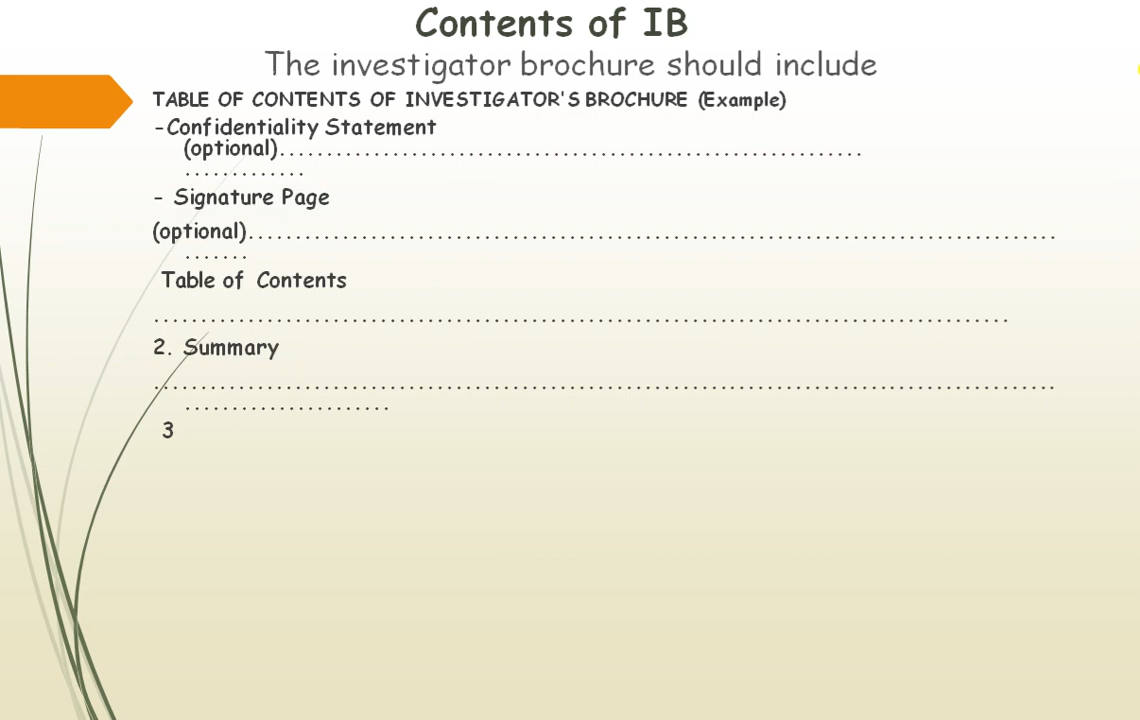 Contents of IB
The investigator brochure should include
TABLE OF CONTENTS OF INVESTIGATOR'S BROCHURE (Example)
-Confidentiality Statement
(optional)..............................................................
.............
- Signature Page
(optional)......................................................................................
.......
Table of Contents
...........................................................................................
2. Summary
................................................................................................
......................
3